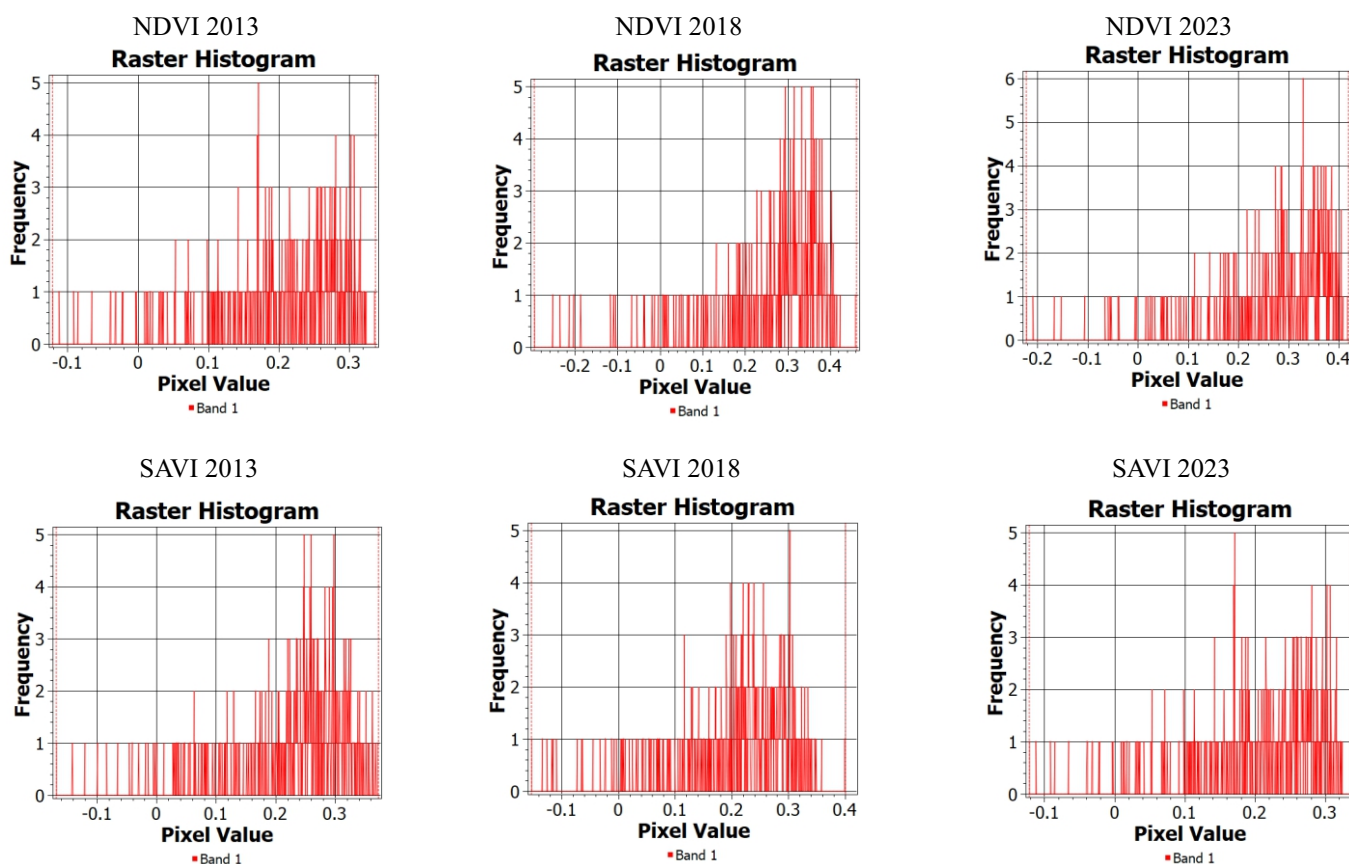 NDVI 2013
Raster Histogram
5
4
3
2
1
0
Frequency
-0.1 0 0.1 0.2 0.3
Pixel Value
Band 1
NDVI 2018
Raster Histogram
5
4
3
2
1
0
Frequency
-0.2 -0.1 0 0.1 0.2 0.3 0.4
Pixel Value
Band 1
NDVI 2023
Raster Histogram
6
5
4
3
2
1
0
Frequency
-0.2 -0.1 0 0.1 0.2 0.3 0.4
Pixel Value
Band 1
SAVI 2013
Raster Histogram
5
4
3
2
1
0
Frequency
-0.1 0 0.1 0.2 0.3
Pixel Value
Band 1
SAVI 2018
Raster Histogram
5
4
3
2
1
0
Frequency
-0.1 0 0.1 0.2 0.3 0.4
Pixel Value
Band 1
SAVI 2023
Raster Histogram
5
4
3
2
1
0
Frequency
-0.1 0 0.1 0.2 0.3
Pixel Value
Band 1